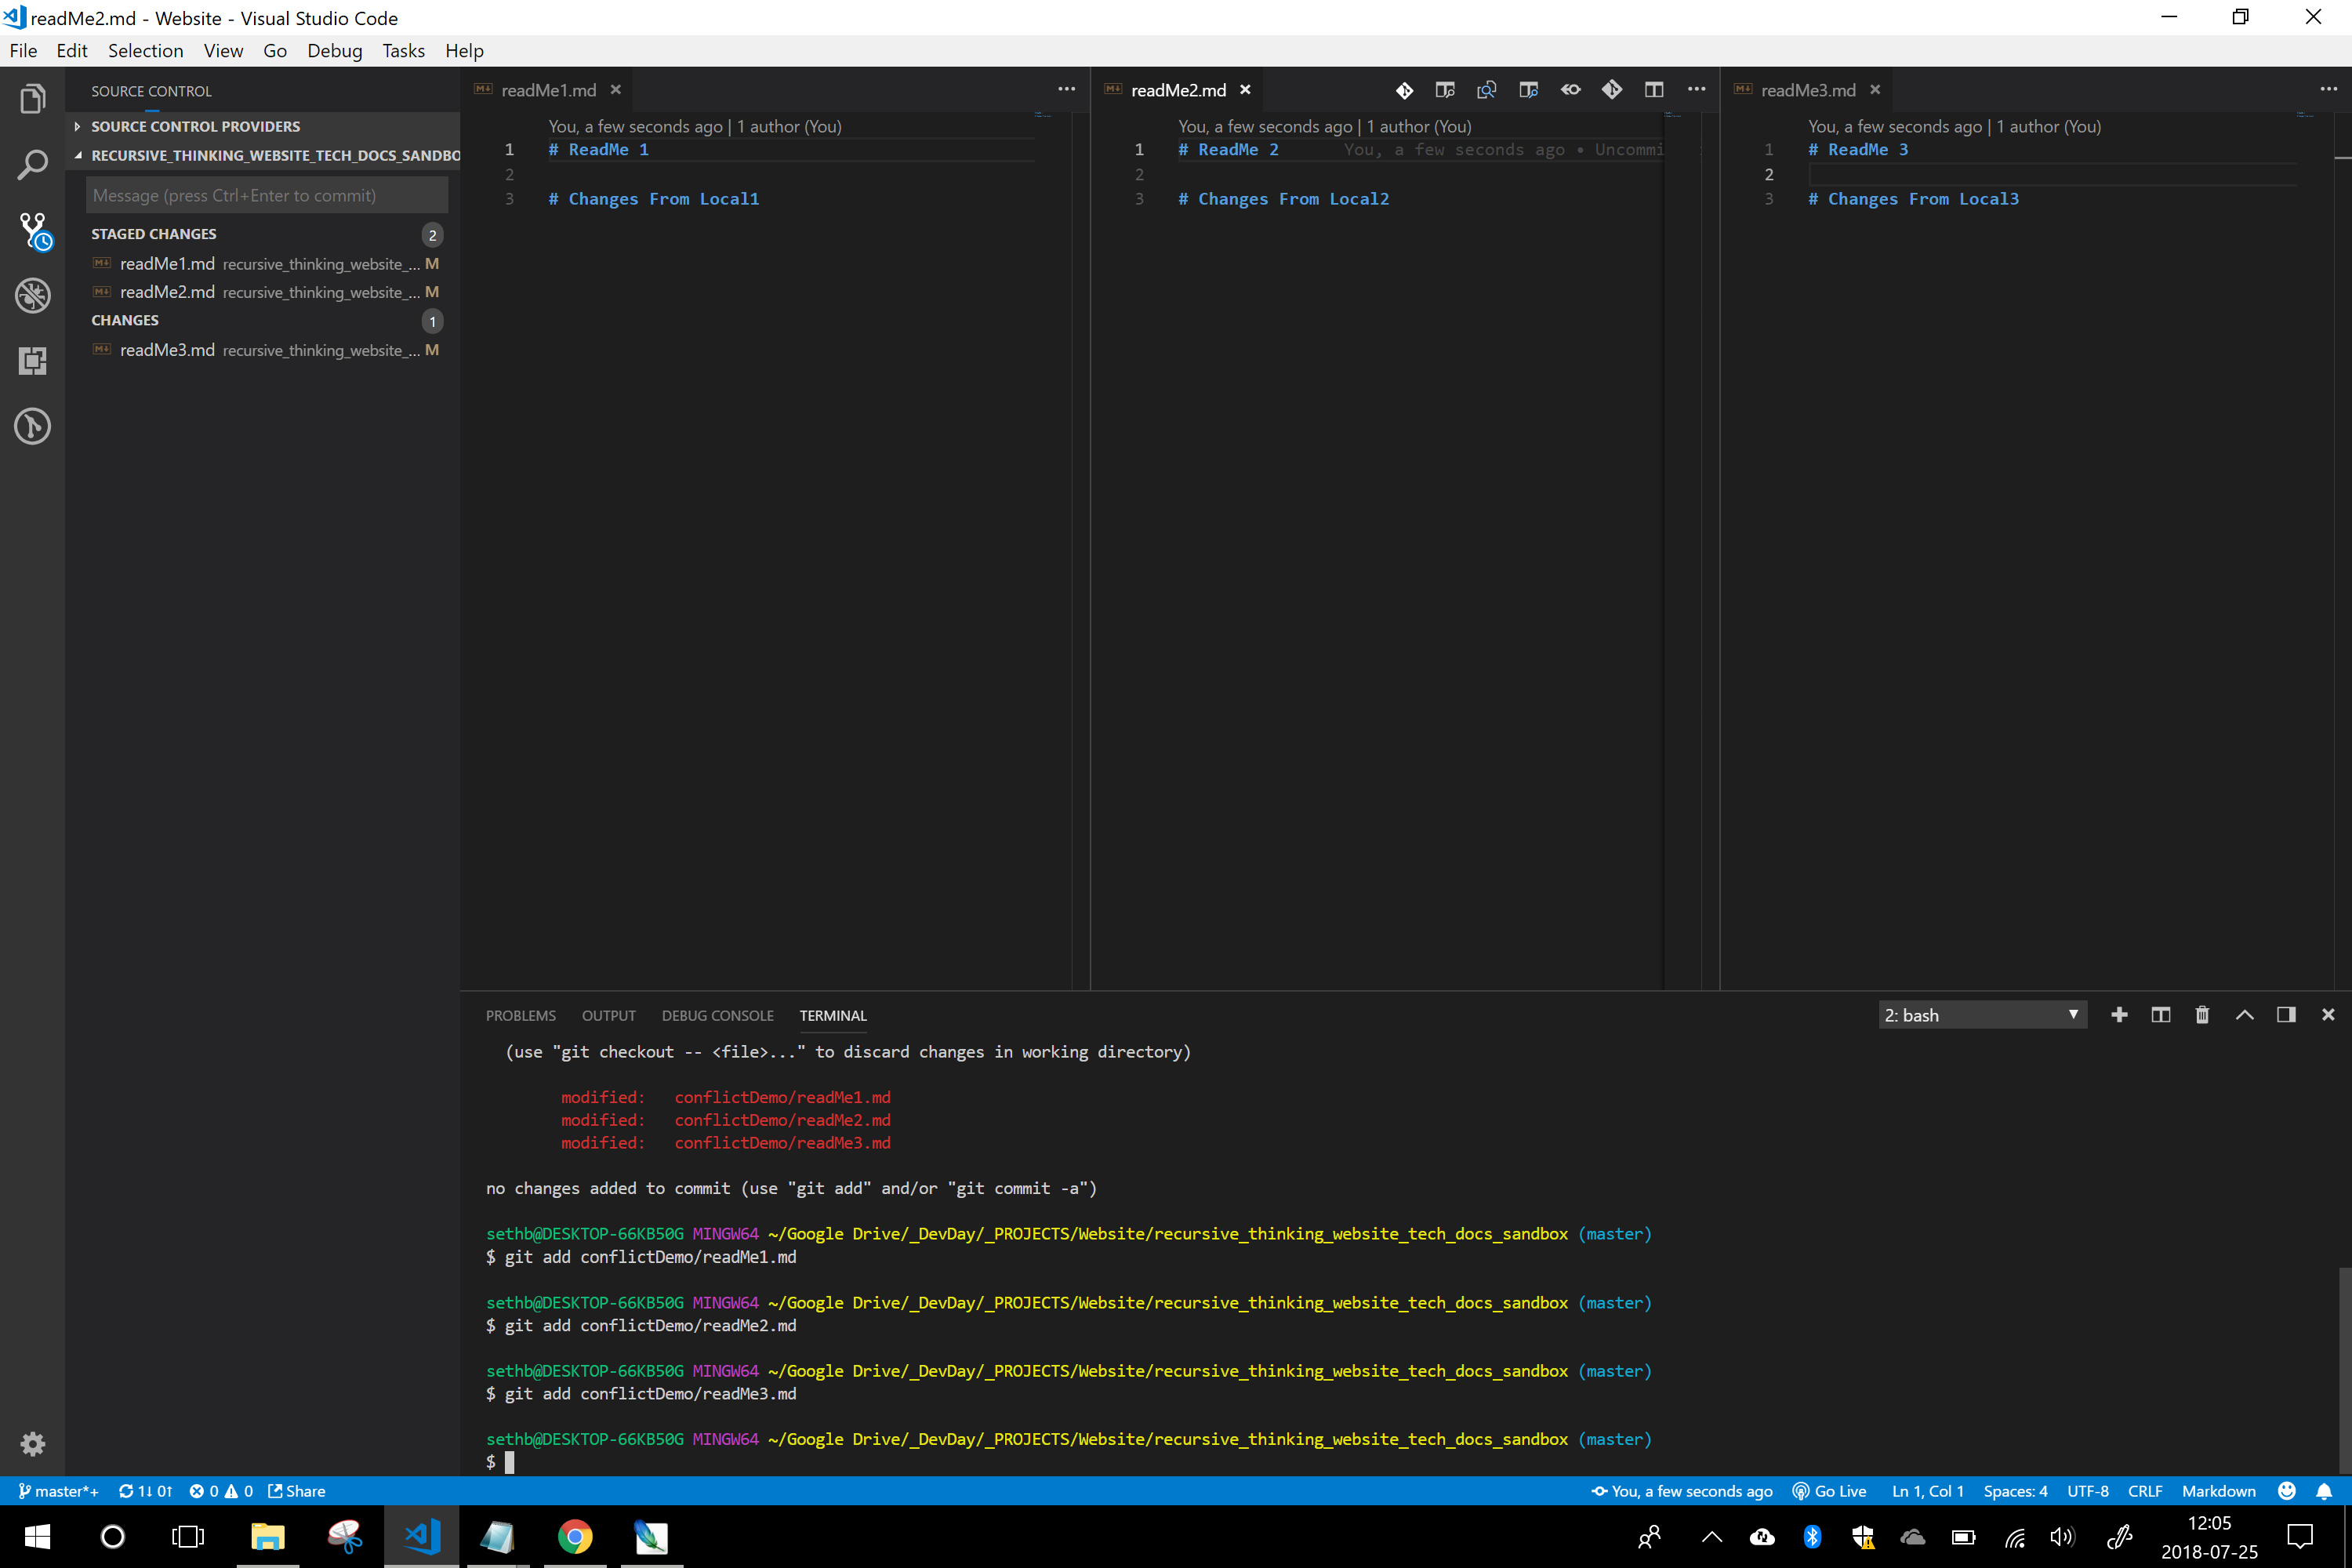 readMe2.md - Website - Visual Studio Code
File Edit Selection View Go Debug Tasks Help
SOURCE CONTROL
SOURCE CONTROL PROVIDERS
RECURSIVE_THINKING_WEBSITE_TECH_DOCS_SANDBO
Message (press Ctrl+Enter to commit)
STAGED CHANGES 2
readMe1.md recursive_thinking_website_... M
readMe2.md recursive_thinking_website_... M
CHANGES 1
readMe3.md recursive_thinking_website_... M
readMe1.md
You, a few seconds ago | 1 author (You)
1 # ReadMe 1
2
3 # Changes From Local1
readMe2.md
You, a few seconds ago | 1 author (You)
1 # ReadMe 2 You, a few seconds ago • Uncommi
2
3 # Changes From Local2
readMe3.md
You, a few seconds ago | 1 author (You)
1 # ReadMe 3
2
3 # Changes From Local3
PROBLEMS OUTPUT DEBUG CONSOLE TERMINAL 2: bash
(use "git checkout -- <file>..." to discard changes in working directory)
modified: conflictDemo/readMe1.md
modified: conflictDemo/readMe2.md
modified: conflictDemo/readMe3.md
no changes added to commit (use "git add" and/or "git commit -a")
sethb@DESKTOP-66KB50G MINGW64 ~/Google Drive/_DevDay/_PROJECTS/Website/recursive_thinking_website_tech_docs_sandbox (master)
$ git add conflictDemo/readMe1.md
sethb@DESKTOP-66KB50G MINGW64 ~/Google Drive/_DevDay/_PROJECTS/Website/recursive_thinking_website_tech_docs_sandbox (master)
$ git add conflictDemo/readMe2.md
sethb@DESKTOP-66KB50G MINGW64 ~/Google Drive/_DevDay/_PROJECTS/Website/recursive_thinking_website_tech_docs_sandbox (master)
$ git add conflictDemo/readMe3.md
sethb@DESKTOP-66KB50G MINGW64 ~/Google Drive/_DevDay/_PROJECTS/Website/recursive_thinking_website_tech_docs_sandbox (master)
$
master*+ 1↓ 0↑ 0 0 Share You, a few seconds ago Go Live Ln 1, Col 1 Spaces: 4 UTF-8 CRLF Markdown
12:05
2018-07-25